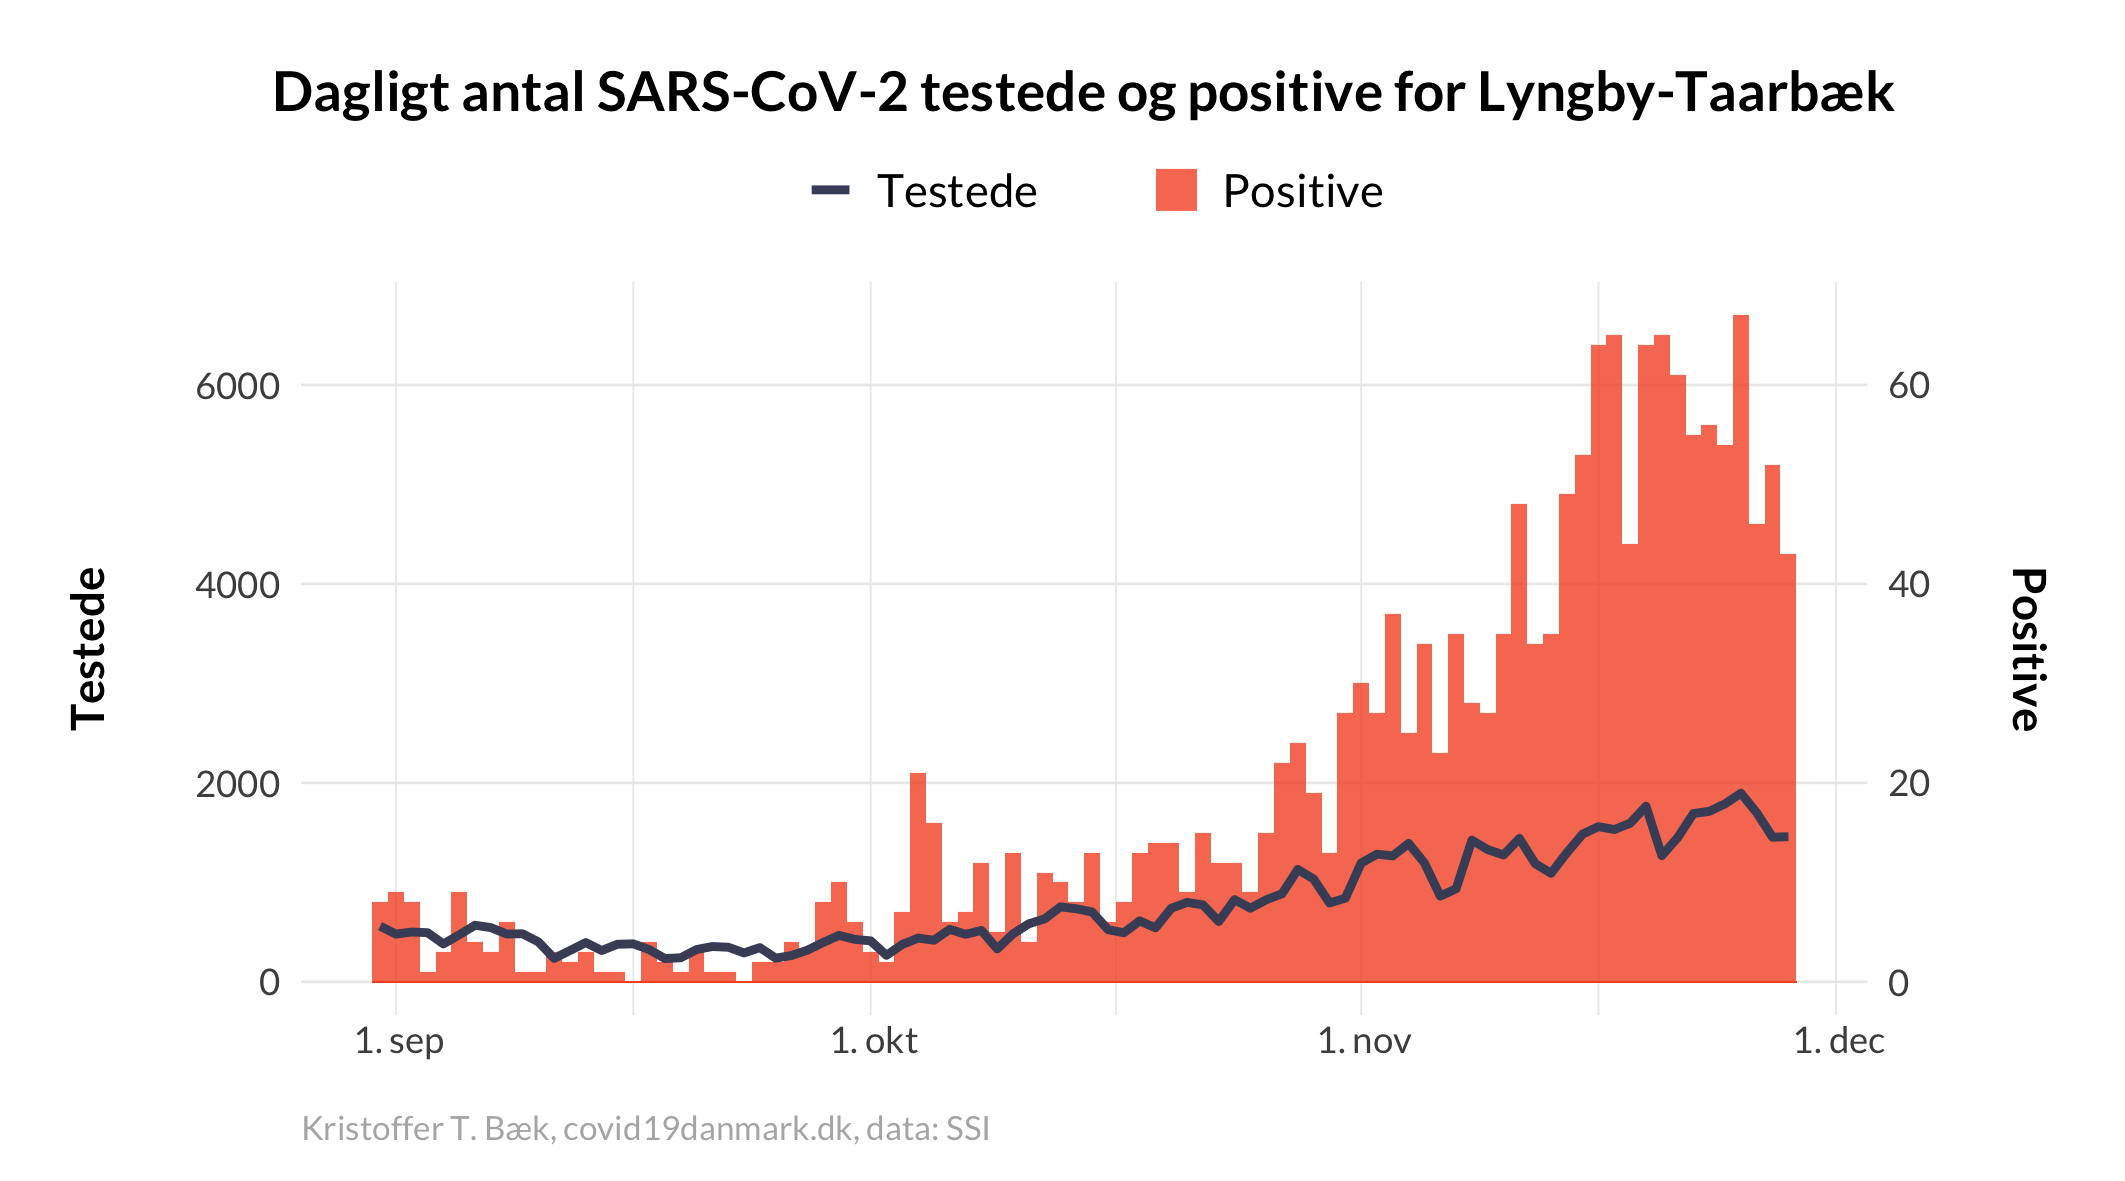 Dagligt antal SARS-CoV-2 testede og positive for Lyngby-Taarbæk
Testede
Positive
6000
4000
2000
0
Testede
60
40
20
0
Positive
1. sep
1. okt
1. nov
1. dec
Kristoffer T. Bæk, covid19danmark.dk, data: SSI